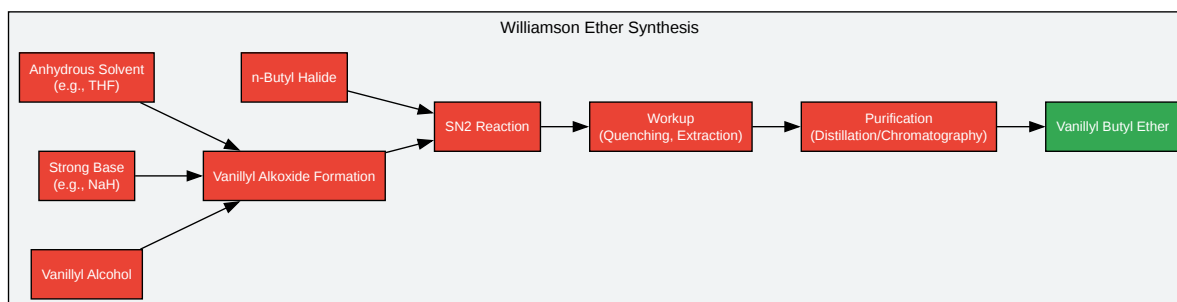 Williamson Ether Synthesis
Anhydrous Solvent
(e.g., THF)
n-Butyl Halide
Strong Base
(e.g., NaH)
Vanillyl Alkoxide Formation
Vanillyl Alcohol
SN2 Reaction
Workup
(Quenching, Extraction)
Purification
(Distillation/Chromatography)
Vanillyl Butyl Ether